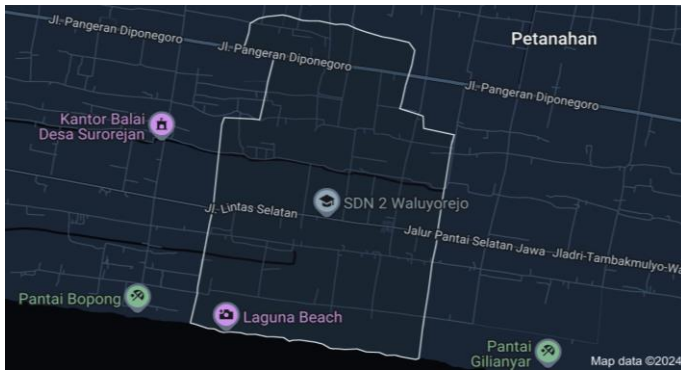 Jl. Pangeran Diponegoro
Jl. Pangeran Diponegoro
Petanahan
Jl. Pangeran Diponegoro
Kantor Balai
Desa Surorejan
Jl. Lintas Selatan
SDN 2 Waluyorejo
Jalur Pantai Selatan Jawa
Jladri-Tambakmulyo-Wa
Pantai Bopong
Laguna Beach
Pantai
Gilianyar
Map data ©2024